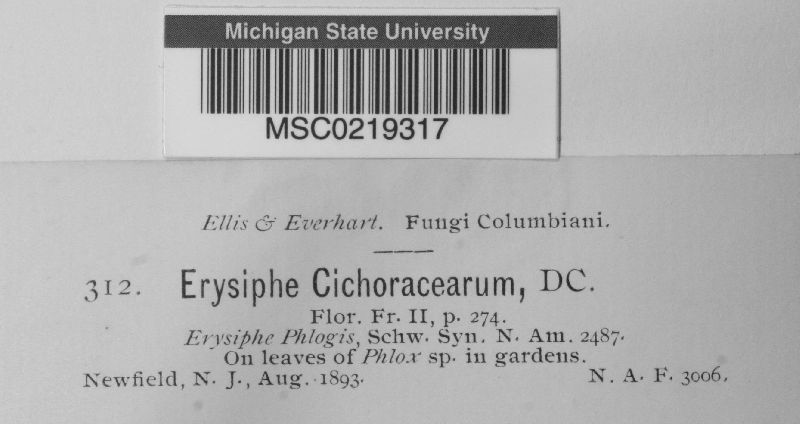 Michigan State University
MSC0219317
Ellis & Everhart. Fungi Columbiani.
312. Erysiphe Cichoracearum, DC.
Flor. Fr. II, p. 274.
Erysiphe Phlogis, Schw. Syn. N. Am. 2487.
On leaves of Phlox sp. in gardens.
Newfield, N. J., Aug. 1893. N. A. F. 3006.